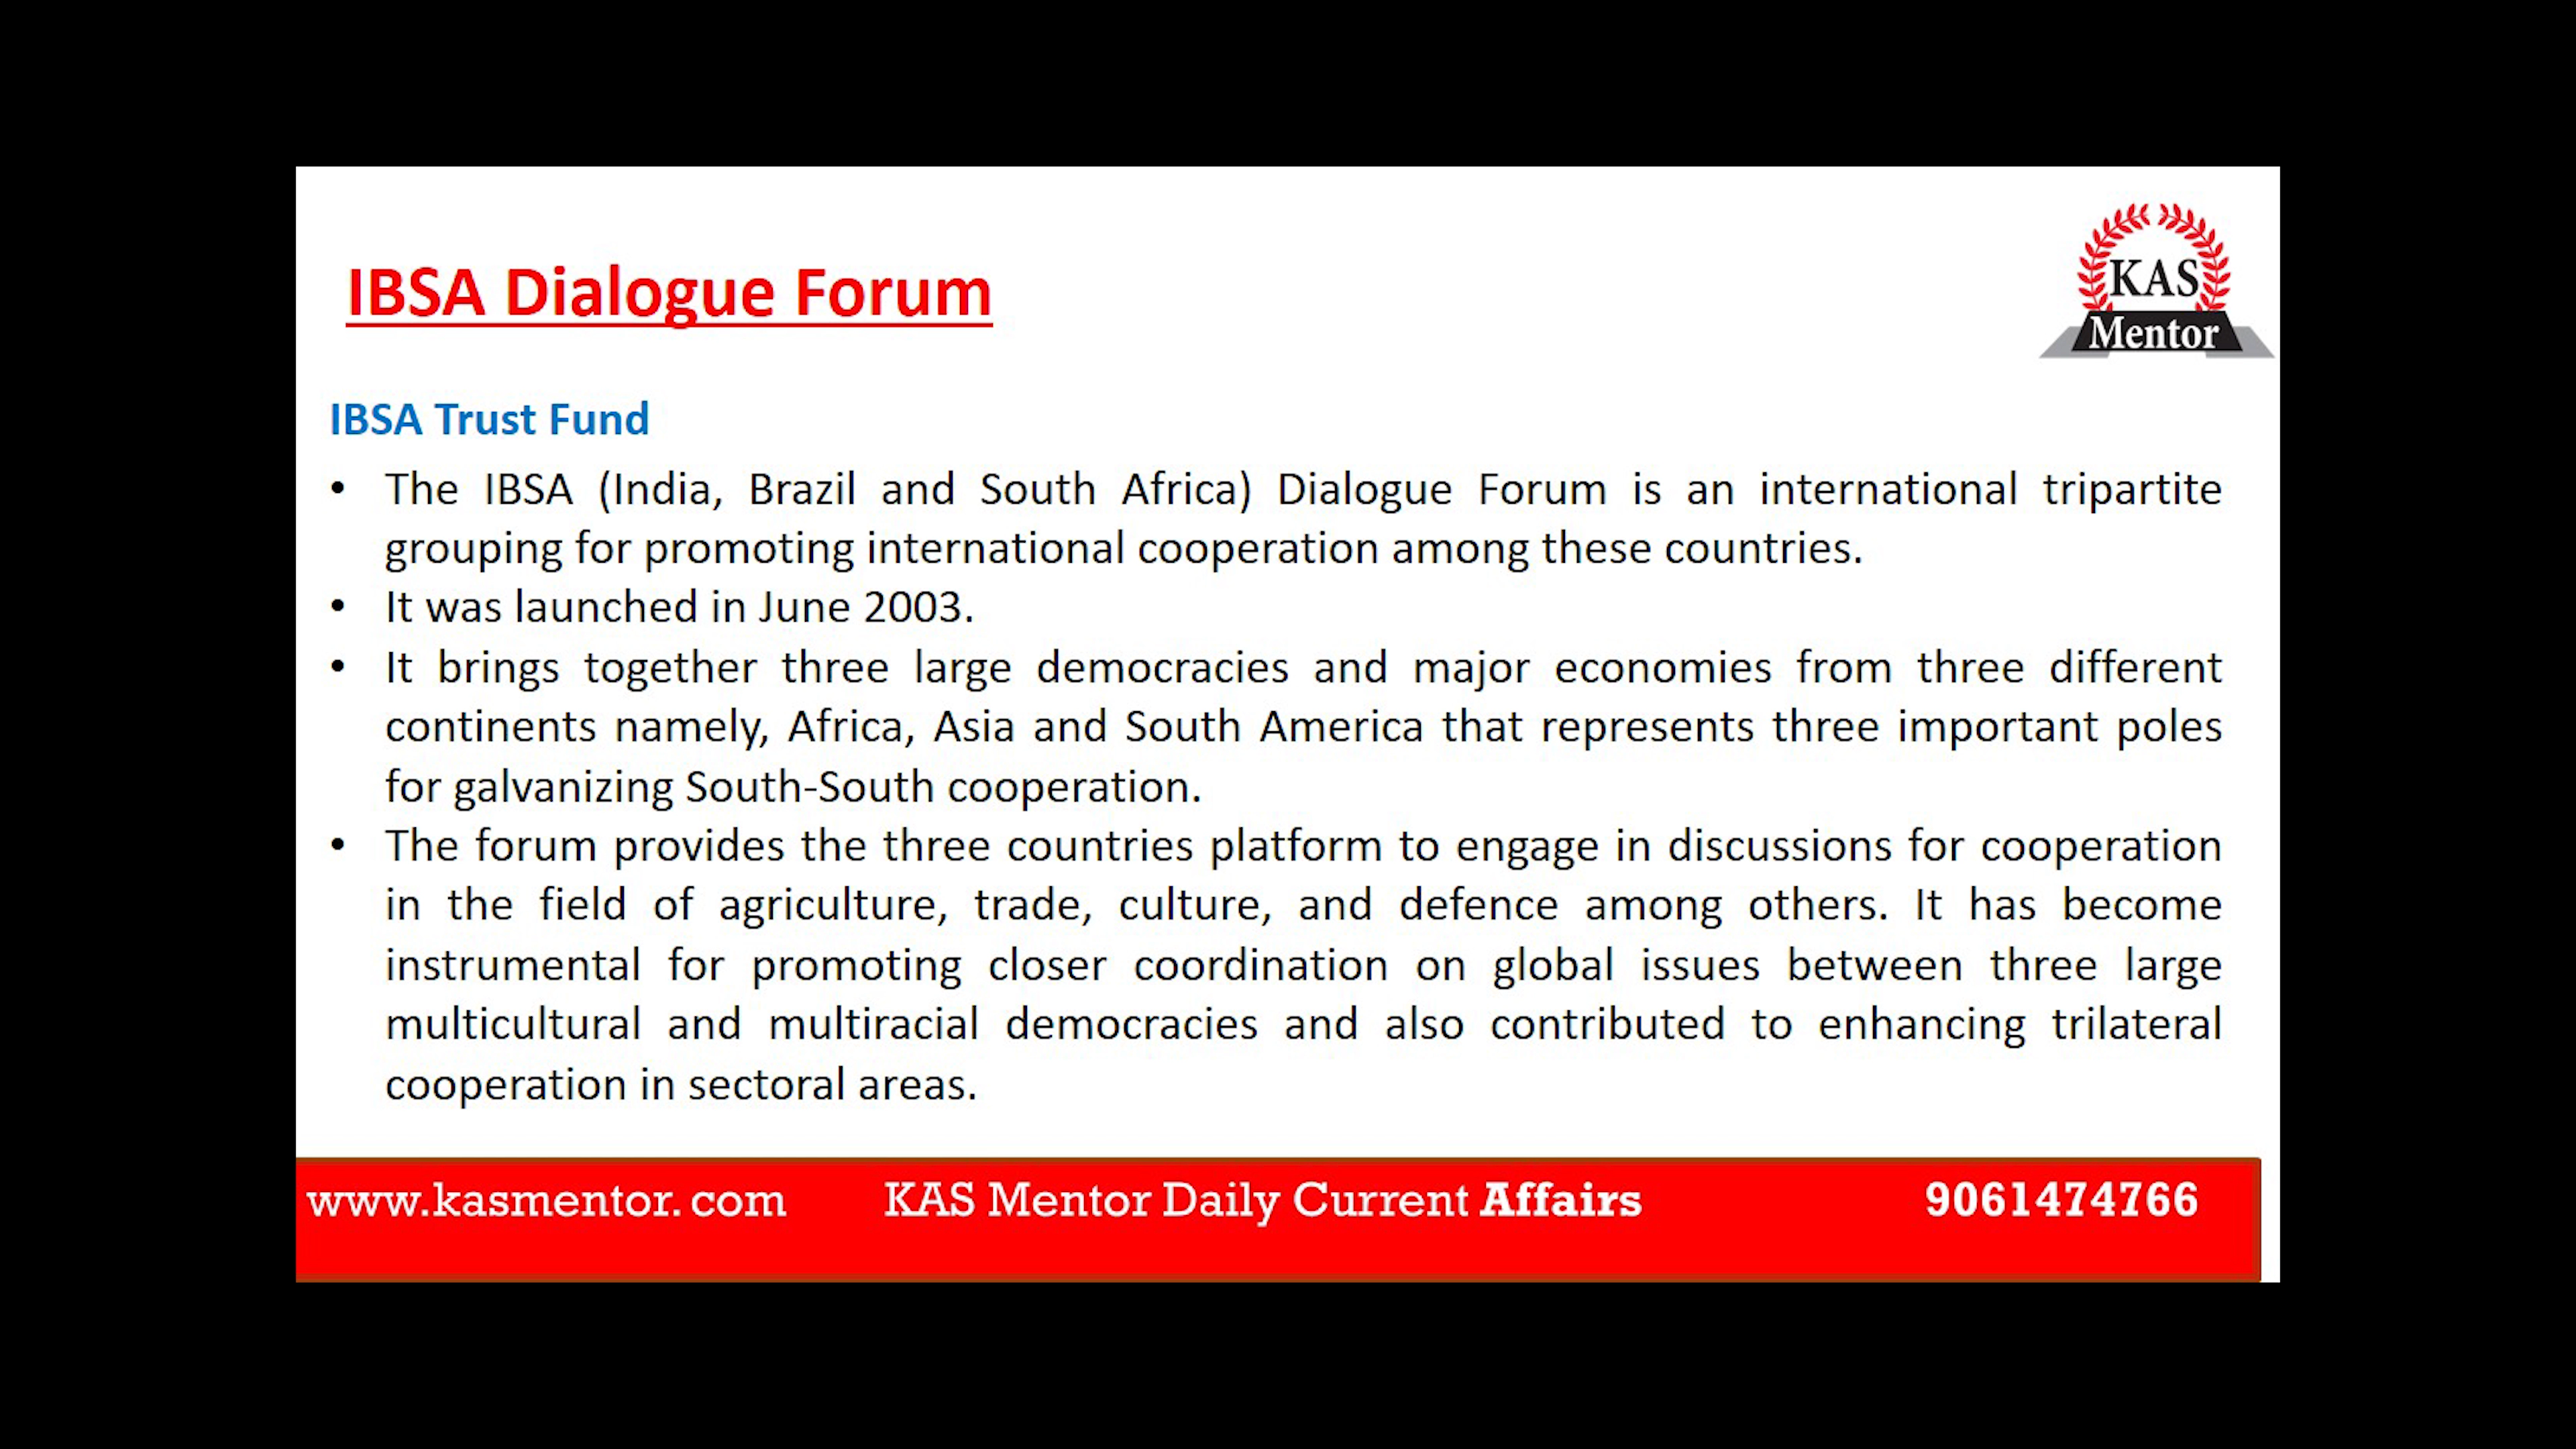 IBSA Dialogue Forum
KAS
Mentor
IBSA Trust Fund
• The IBSA (India, Brazil and South Africa) Dialogue Forum is an international tripartite
grouping for promoting international cooperation among these countries.
• It was launched in June 2003.
• It brings together three large democracies and major economies from three different
continents namely, Africa, Asia and South America that represents three important poles
for galvanizing South-South cooperation.
• The forum provides the three countries platform to engage in discussions for cooperation
in the field of agriculture, trade, culture, and defence among others. It has become
instrumental for promoting closer coordination on global issues between three large
multicultural and multiracial democracies and also contributed to enhancing trilateral
cooperation in sectoral areas.
www.kasmentor. com KAS Mentor Daily Current Affairs 9061474766